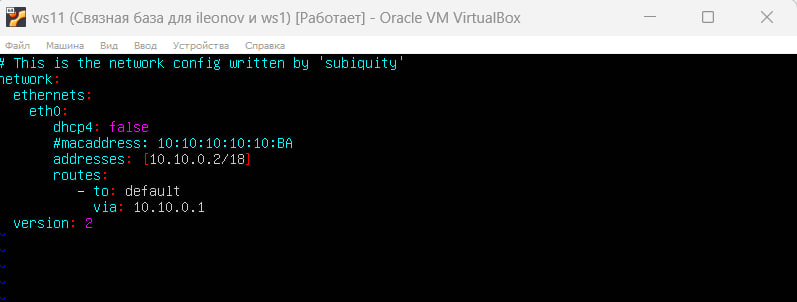 ws11 (Связная база для ileonov и ws1) [Работает] - Oracle VM VirtualBox
Файл Машина Вид Ввод Устройства Справка
# This is the network config written by 'subiquity'
network:
  ethernets:
    eth0:
       dhcp4: false
       #macaddress: 10:10:10:10:10:BA
       addresses: [10.10.0.2/18]
       routes:
          - to: default
            via: 10.10.0.1
  version: 2
~
~
~
~
~